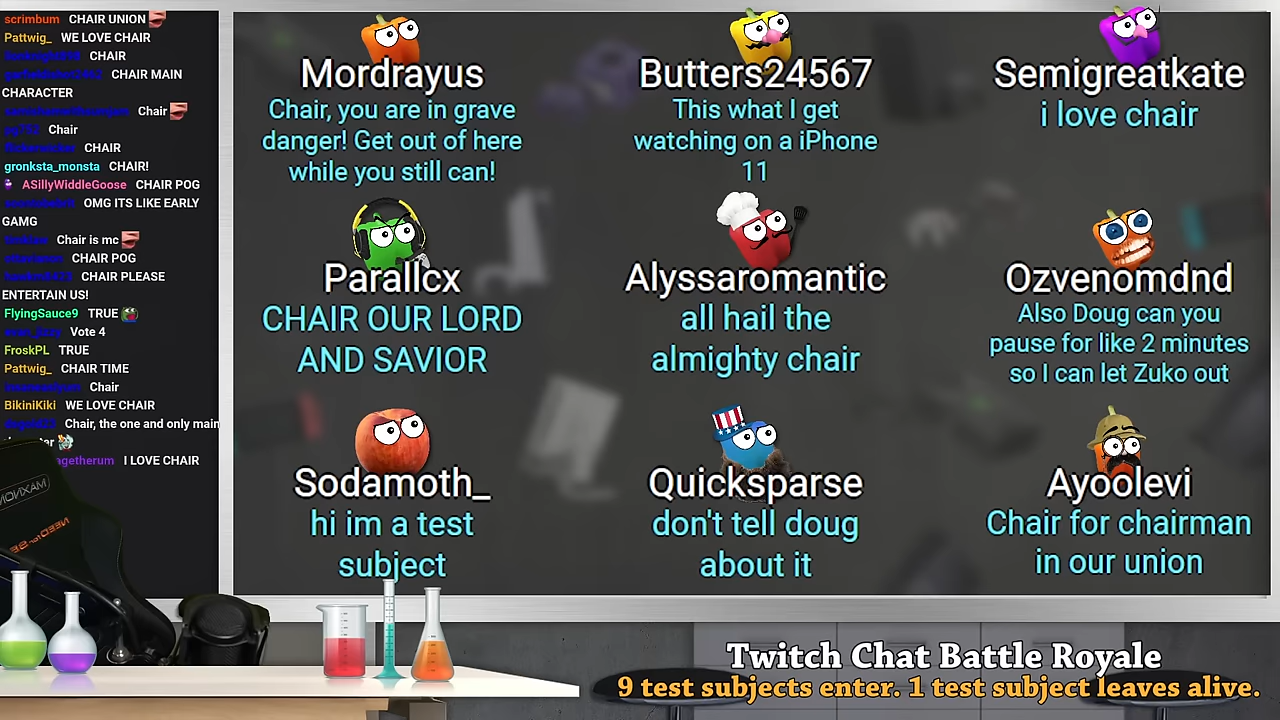 scrimbum CHAIR UNION
Pattwig_ WE LOVE CHAIR
CHAIR
CHAIR MAIN
CHARACTER
Chair
Chair
CHAIR
gronksta_monsta CHAIR!
ASillyWiddleGoose CHAIR POG
OMG ITS LIKE EARLY
GAMG
Chair is mc
CHAIR POG
CHAIR PLEASE
ENTERTAIN US!
FlyingSauce9 TRUE
Vote 4
FroskPL TRUE
Pattwig_ CHAIR TIME
Chair
BikiniKiki WE LOVE CHAIR
Chair, the one and only main
I LOVE CHAIR
Mordrayus
Chair, you are in grave
danger! Get out of here
while you still can!
Butters24567
This what I get
watching on a iPhone
11
Semigreatkate
i love chair
Parallcx
CHAIR OUR LORD
AND SAVIOR
Alyssaromantic
all hail the
almighty chair
Ozvenomdnd
Also Doug can you
pause for like 2 minutes
so I can let Zuko out
Sodamoth_
hi im a test
subject
Quicksparse
don't tell doug
about it
Ayoolevi
Chair for chairman
in our union
Twitch Chat Battle Royale
9 test subjects enter. 1 test subject leaves alive.